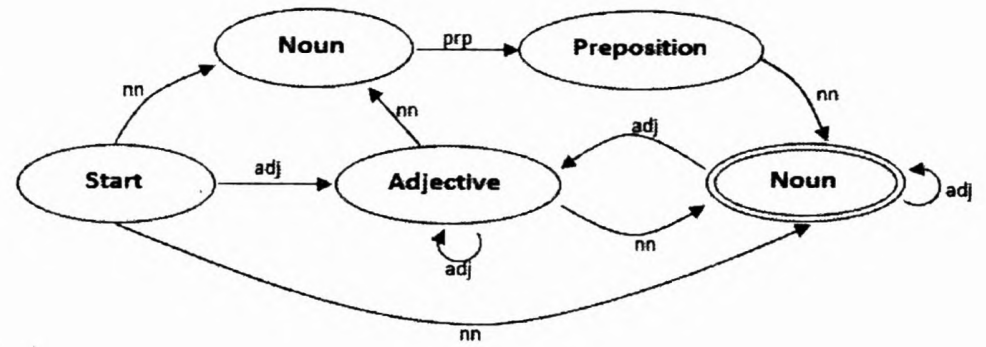 Noun
prp
Preposition
nn
nn
nn
adj
Start
adj
Adjective
Noun
adj
nn
adj
nn